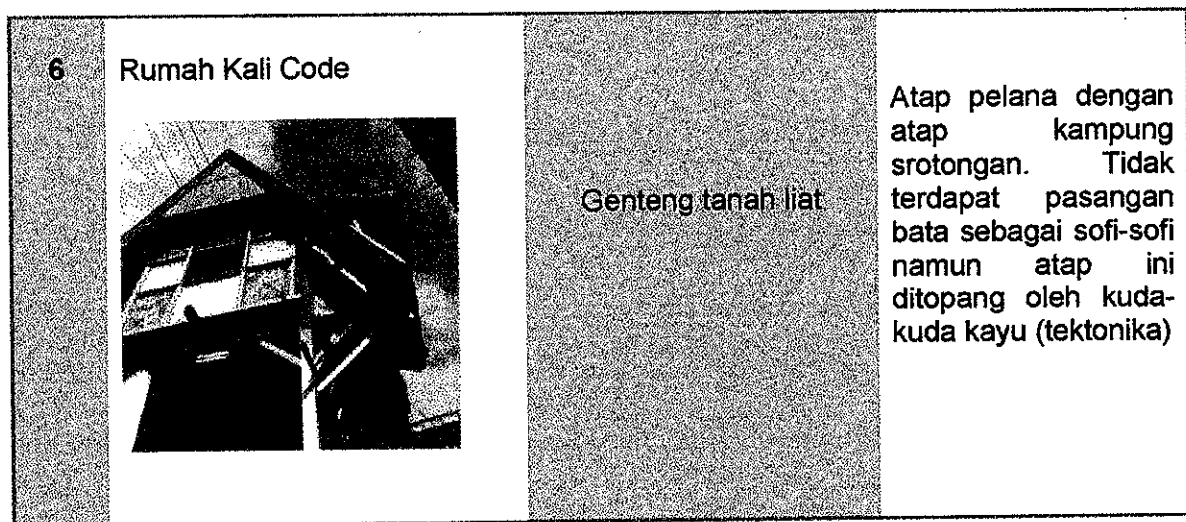 6
Rumah Kali Code
Genteng tanah liat
Atap pelana dengan
atap kampung
srotongan. Tidak
terdapat pasangan
bata sebagai sofi-sofi
namun atap ini
ditopang oleh kuda-
kuda kayu (tektonika)